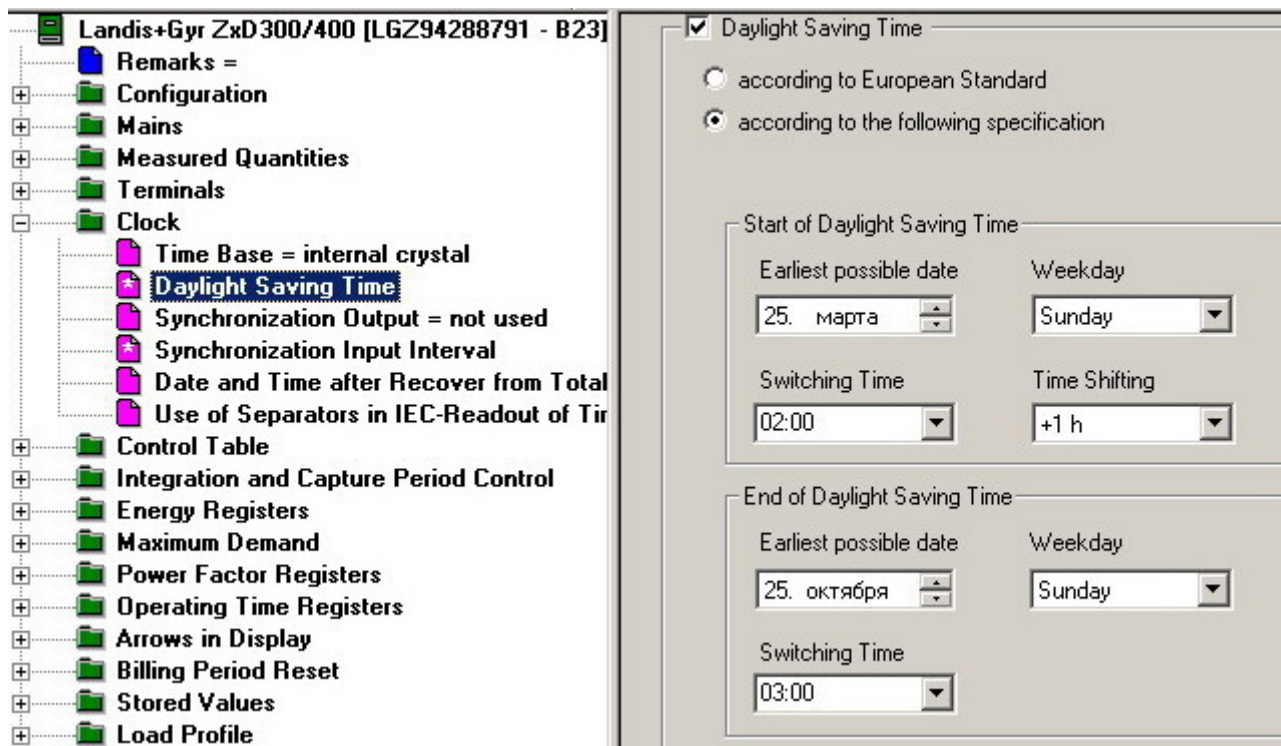 Landis+Gyr ZxD300/400 [LGZ94288791 - B23]
Remarks =
Configuration
Mains
Measured Quantities
Terminals
Clock
Time Base = internal crystal
Daylight Saving Time
Synchronization Output = not used
Synchronization Input Interval
Date and Time after Recover from Total
Use of Separators in IEC-Readout of Tir
Control Table
Integration and Capture Period Control
Energy Registers
Maximum Demand
Power Factor Registers
Operating Time Registers
Arrows in Display
Billing Period Reset
Stored Values
Load Profile
Daylight Saving Time
according to European Standard
according to the following specification
Start of Daylight Saving Time
Earliest possible date Weekday
25. марта Sunday
Switching Time Time Shifting
02:00 +1 h
End of Daylight Saving Time
Earliest possible date Weekday
25. октября Sunday
Switching Time
03:00